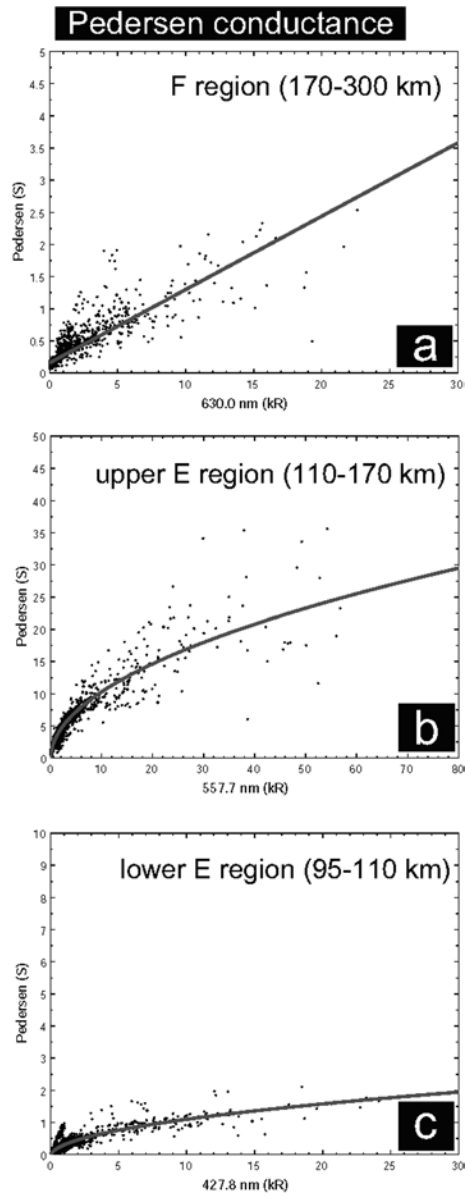 Pedersen conductance
F region (170-300 km)
5
4.5
4
3.5
3
2.5
2
1.5
1
0.5
0
Pedersen (S)
a
0 5 10 15 20 25 30
630.0 nm (kR)
upper E region (110-170 km)
50
45
40
35
30
25
20
15
10
5
0
Pedersen (S)
b
0 10 20 30 40 50 60 70 80
557.7 nm (kR)
lower E region (95-110 km)
10
9
8
7
6
5
4
3
2
1
0
Pedersen (S)
c
0 5 10 15 20 25 30
427.8 nm (kR)